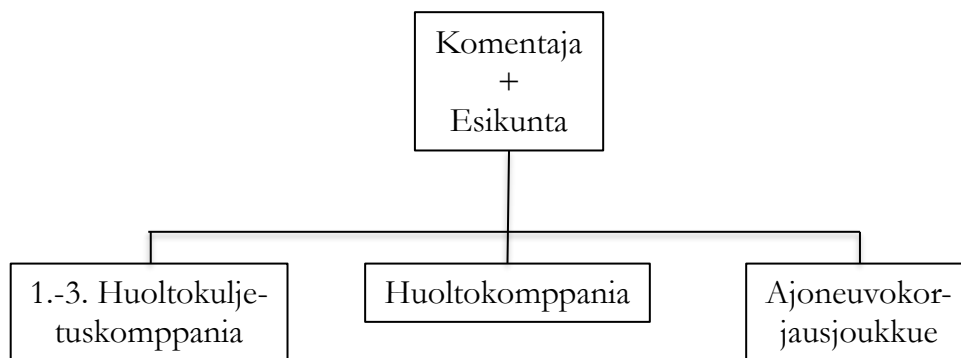 Komentaja
+
Esikunta
1.-3. Huoltokulje-
tuskomppania
Huoltokomppania
Ajoneuvokor-
jausjoukkue